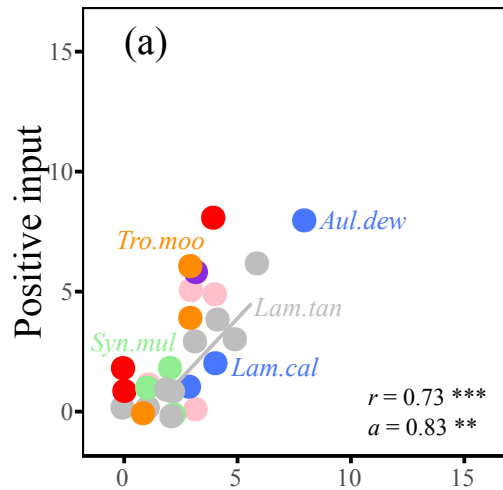 (a)
Positive input
15
10
5
0
Tro.moo
Aul.dew
Lam.tan
Syn.mul
Lam.cal
r = 0.73 ***
a = 0.83 **
0 5 10 15